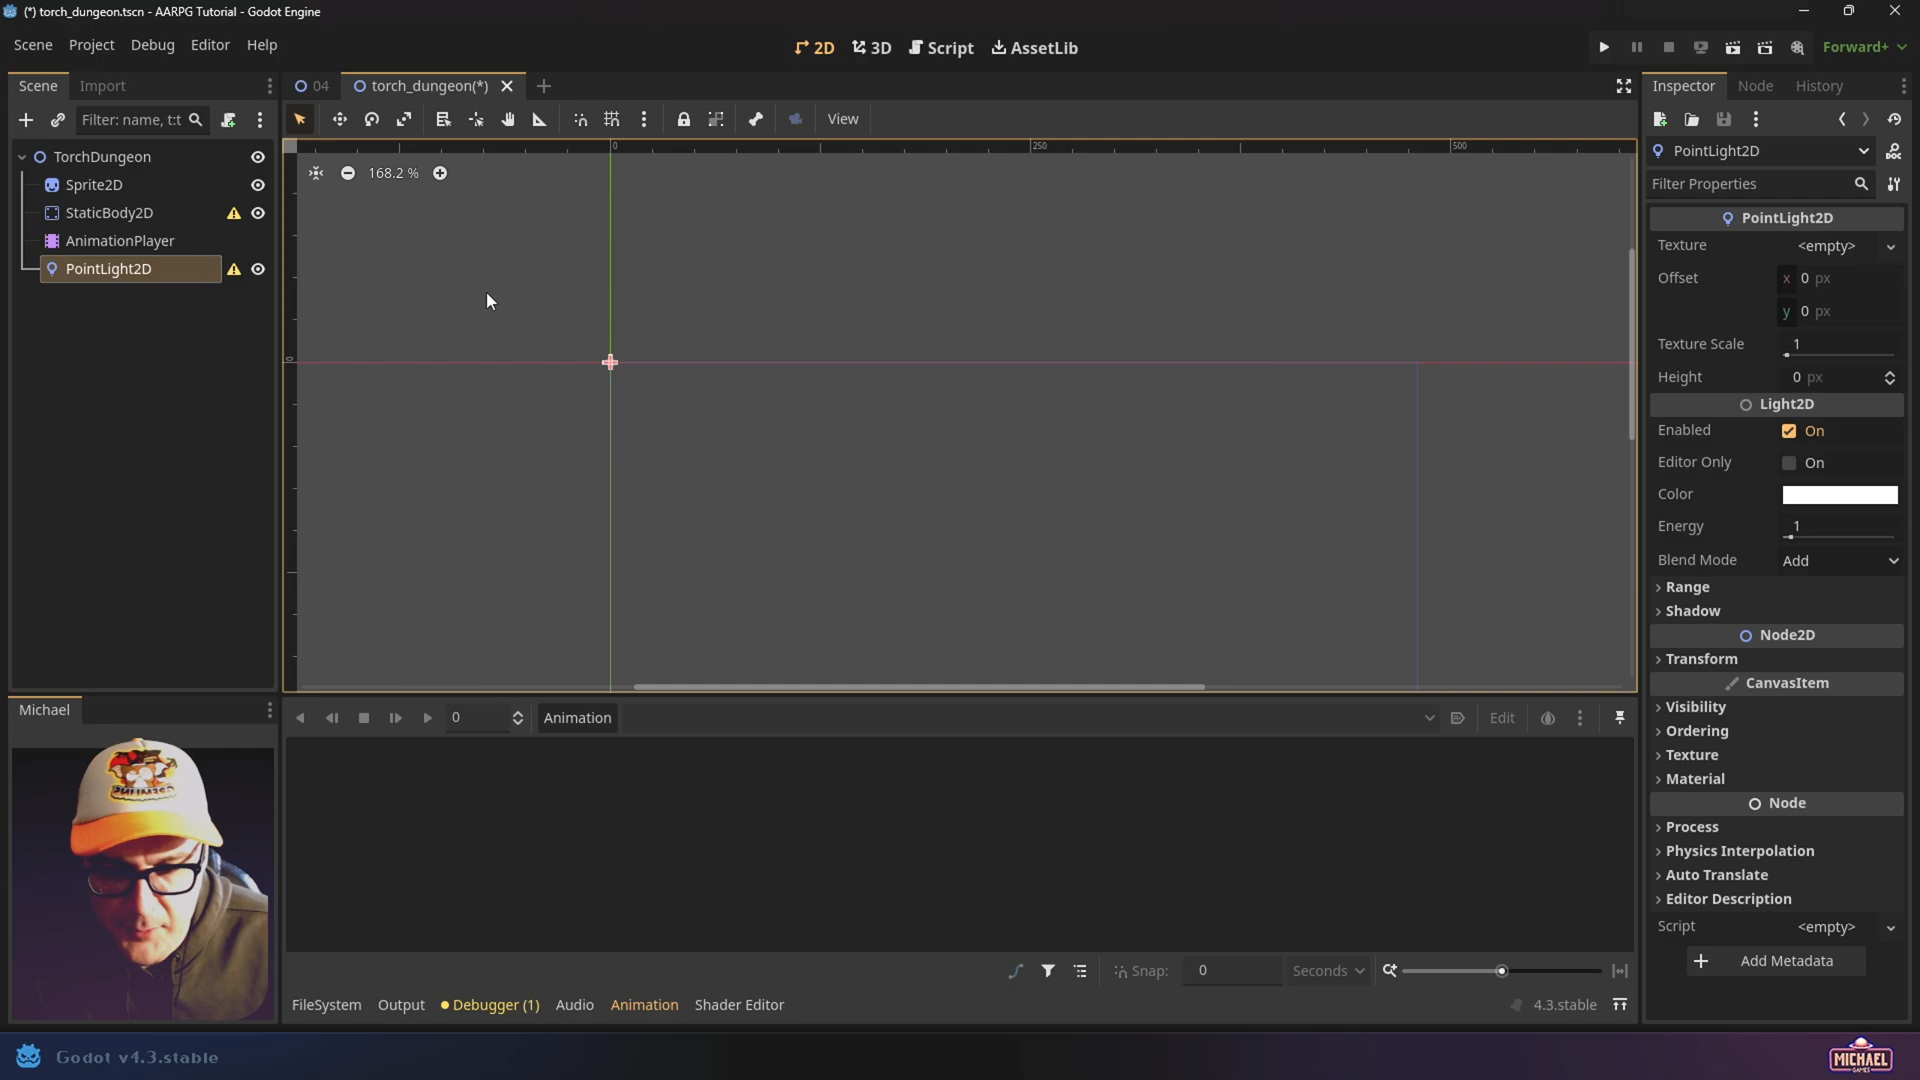 (*) torch_dungeon.tscn - AARPG Tutorial - Godot Engine
Scene Project Debug Editor Help
2D 3D Script AssetLib
Forward+
Scene Import
04 torch_dungeon(*)
Inspector Node History
Filter: name, t:t
View
PointLight2D
Filter Properties
TorchDungeon
Sprite2D
StaticBody2D
AnimationPlayer
PointLight2D
0 250 500
168.2 %
0
PointLight2D
Texture <empty>
Offset x 0 px
y 0 px
Texture Scale 1
Height 0 px
Light2D
Enabled On
Editor Only On
Color
Energy 1
Blend Mode Add
Range
Shadow
Node2D
Transform
CanvasItem
Visibility
Ordering
Texture
Material
Node
Process
Physics Interpolation
Auto Translate
Editor Description
Script <empty>
Add Metadata
Michael
0 Animation Edit
Snap: 0 Seconds
FileSystem Output Debugger (1) Audio Animation Shader Editor 4.3.stable
Godot v4.3.stable
MICHAEL
GAMES